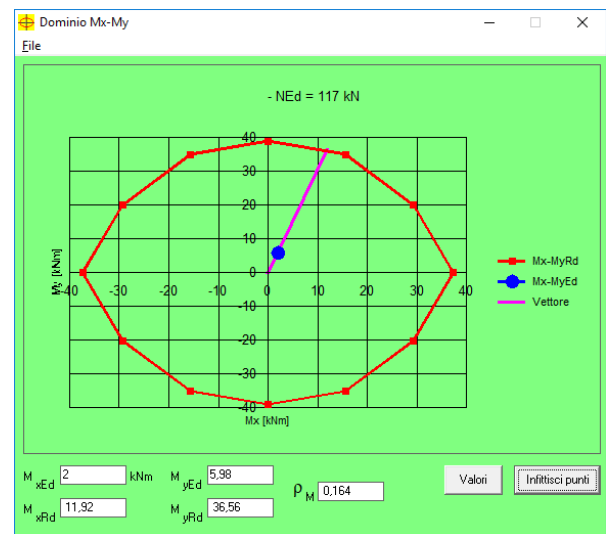 Dominio Mx-My
File
- NEd = 117 kN
40
30
20
10
0
-10
-20
-30
-40
-40 -30 -20 -10 0 10 20 30 40
My [kNm]
Mx [kNm]
Mx-MyRd
Mx-MyEd
Vettore
M xEd 2 kNm M yEd 5,98
ρ M 0,164
Valori Infittisci punti
M xRd 11,92 M yRd 36,56